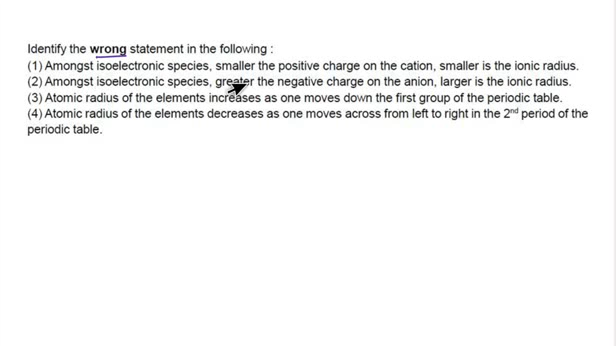 Identify the wrong statement in the following :
(1) Amongst isoelectronic species, smaller the positive charge on the cation, smaller is the ionic radius.
(2) Amongst isoelectronic species, greater the negative charge on the anion, larger is the ionic radius.
(3) Atomic radius of the elements increases as one moves down the first group of the periodic table.
(4) Atomic radius of the elements decreases as one moves across from left to right in the 2nd period of the
periodic table.